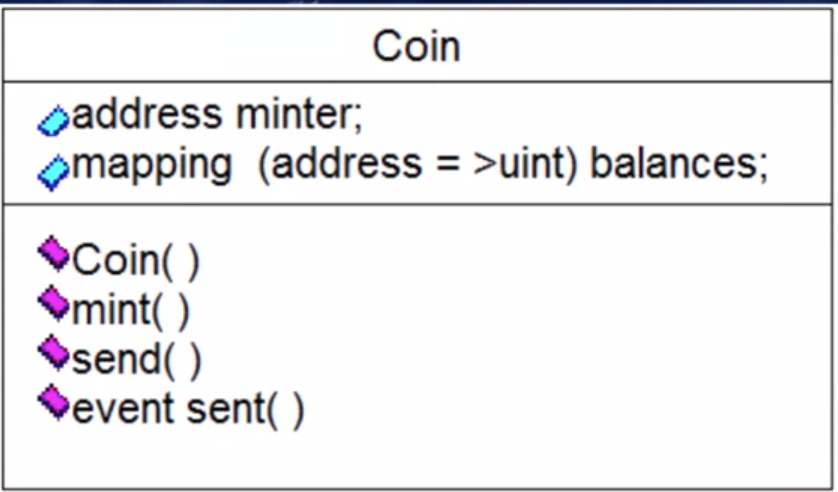 Coin
address minter;
mapping (address = >uint) balances;
Coin( )
mint( )
send( )
event sent( )